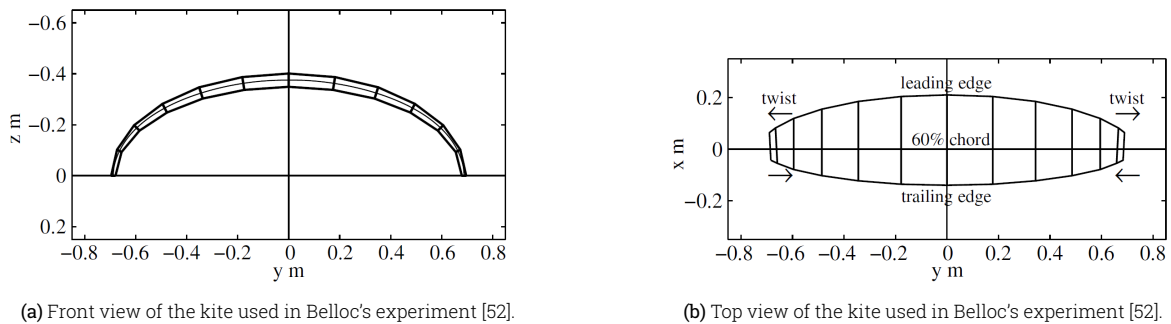 −0.6
−0.4
−0.2
0
0.2
z m
−0.8 −0.6 −0.4 −0.2 0 0.2 0.4 0.6 0.8
y m
(a) Front view of the kite used in Belloc's experiment [52].
0.2
0
−0.2
x m
leading edge
twist
twist
60% chord
trailing edge
−0.8 −0.6 −0.4 −0.2 0 0.2 0.4 0.6 0.8
y m
(b) Top view of the kite used in Belloc's experiment [52].